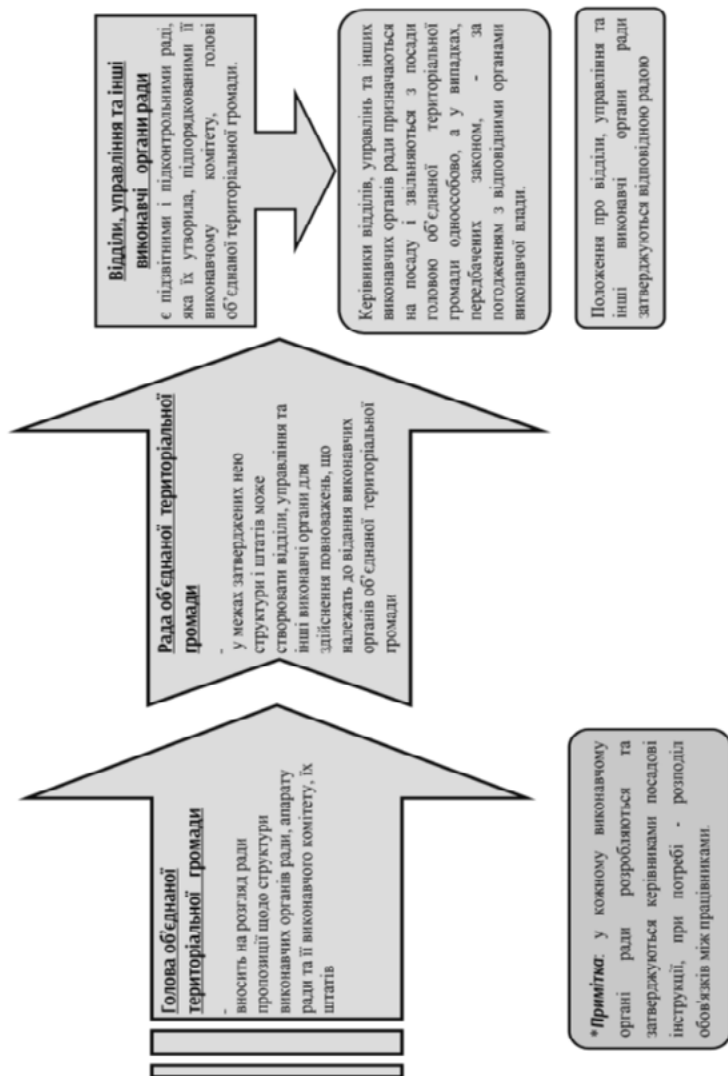 Голова об'єднаної
територіальної громади
-
вносить на розгляд ради
пропозиції щодо структури
виконавчих органів ради, апарату
ради та її виконавчого комітету, їх
штатів
Рада об'єднаної територіальної
громади
-
у межах затверджених нею
структури і штатів може
створювати відділи, управління та
інші виконавчі органи для
здійснення повноважень, що
належать до відання виконавчих
органів об'єднаної територіальної
громади
Відділи, управління та інші
виконавчі органи ради
є підзвітними і підконтрольними раді,
яка їх утворила, підпорядкованими її
виконавчому комітету, голові
об'єднаної територіальної громади.
Керівники відділів, управлінь та інших
виконавчих органів ради призначаються
на посаду і звільняються з посади
головою об'єднаної територіальної
громади одноособово, а у випадках,
передбачених законом, - за
погодженням з відповідними органами
виконавчої влади.
Положення про відділи, управління та
інші виконавчі органи ради
затверджуються відповідною радою
*Примітка: у кожному виконавчому
органі ради розробляються та
затверджуються керівниками посадові
інструкції, при потребі - розподіл
обов'язків між працівниками.